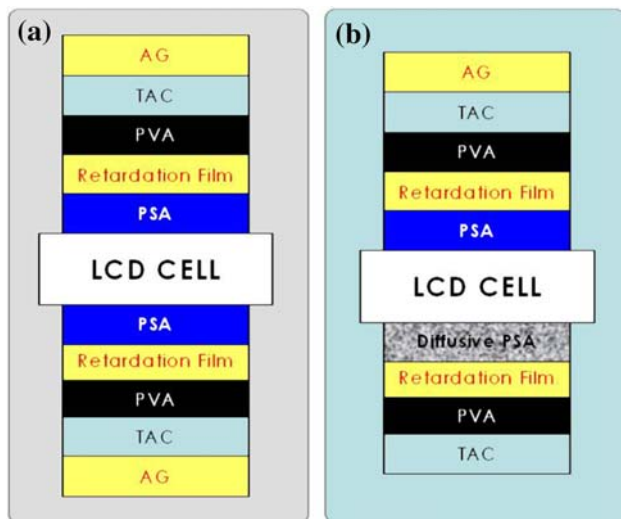 (a)
AG
TAC
PVA
Retardation Film
PSA
LCD CELL
PSA
Retardation Film
PVA
TAC
AG
(b)
AG
TAC
PVA
Retardation Film
PSA
LCD CELL
Diffusive PSA
Retardation Film
PVA
TAC